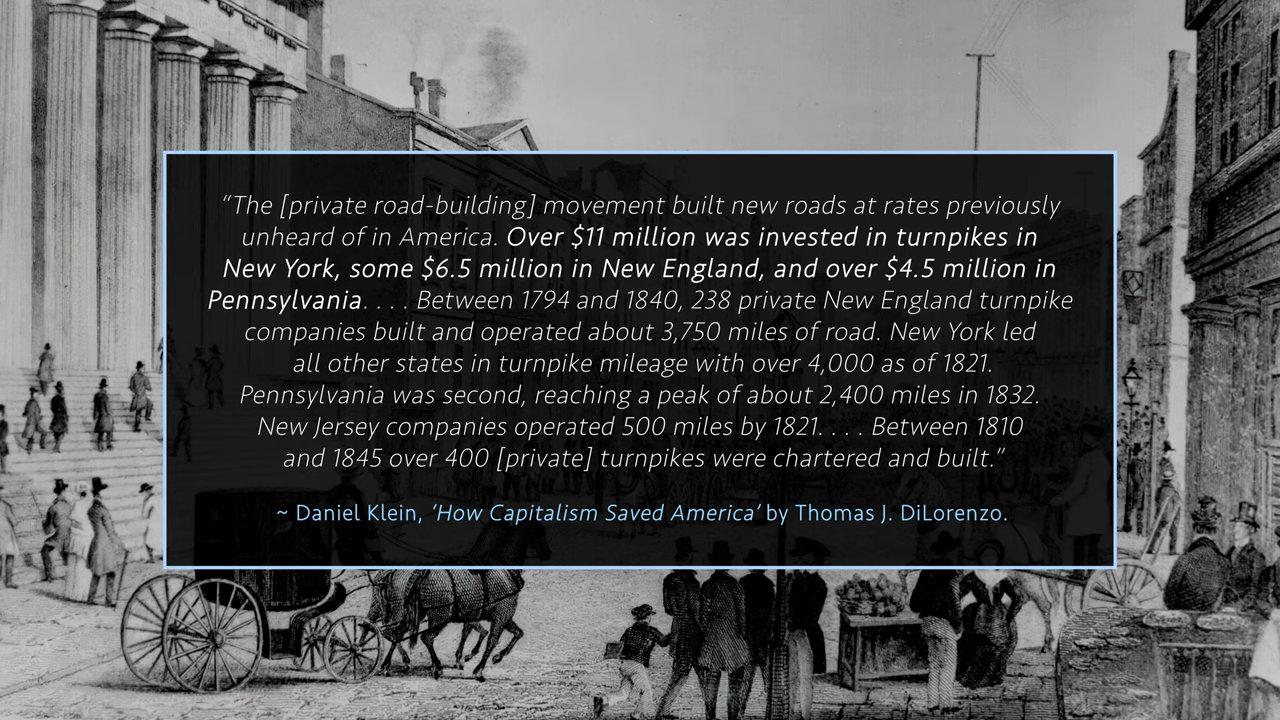 “The [private road-building] movement built new roads at rates previously
unheard of in America. Over $11 million was invested in turnpikes in
New York, some $6.5 million in New England, and over $4.5 million in
Pennsylvania. . . . Between 1794 and 1840, 238 private New England turnpike
companies built and operated about 3,750 miles of road. New York led
all other states in turnpike mileage with over 4,000 as of 1821.
Pennsylvania was second, reaching a peak of about 2,400 miles in 1832.
New Jersey companies operated 500 miles by 1821. . . . Between 1810
and 1845 over 400 [private] turnpikes were chartered and built.”
~ Daniel Klein, ‘How Capitalism Saved America’ by Thomas J. DiLorenzo.